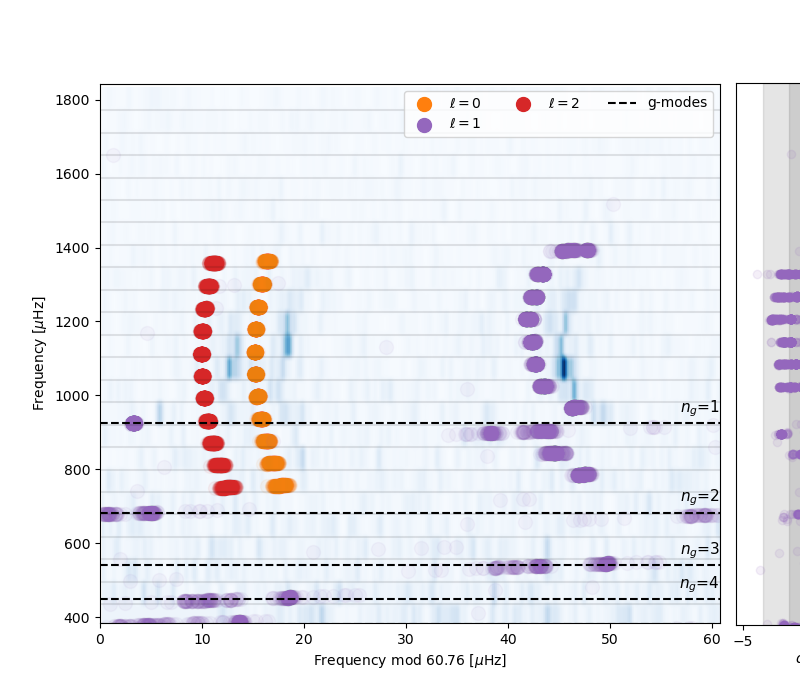 1800
1600
1400
1200
1000
800
600
400
Frequency [μHz]
ℓ = 0
ℓ = 1
ℓ = 2
g-modes
n_g=1
n_g=2
n_g=3
n_g=4
0 10 20 30 40 50 60
Frequency mod 60.76 [μHz]
−5